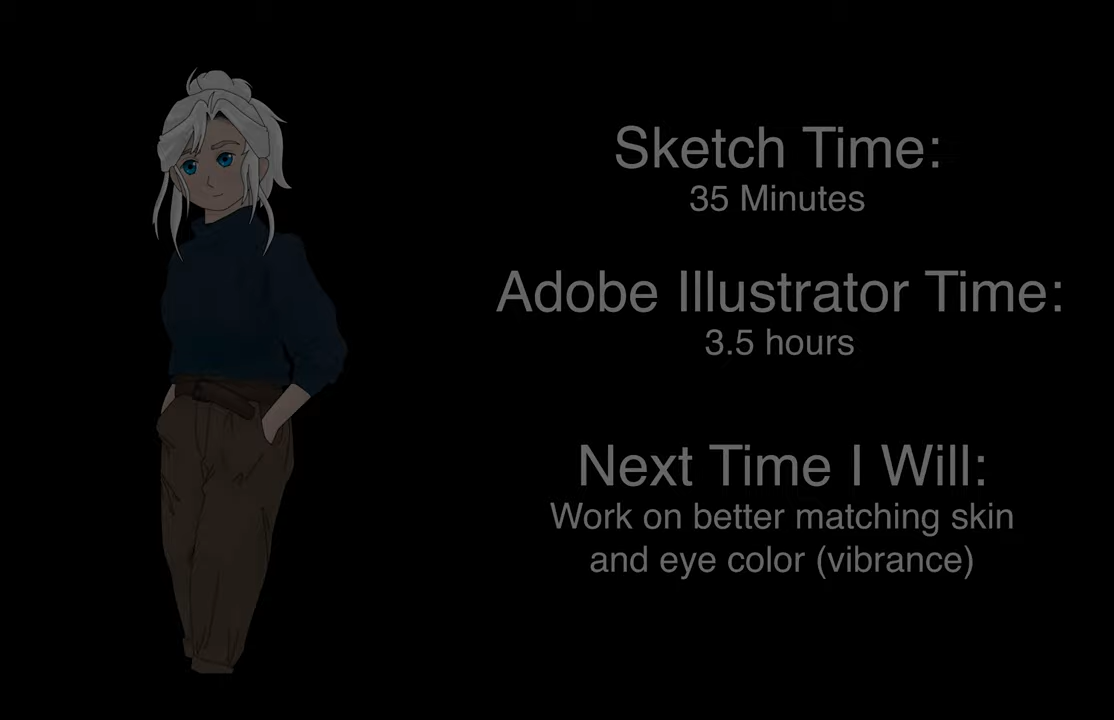 Sketch Time:
35 Minutes
Adobe Illustrator Time:
3.5 hours
Next Time I Will:
Work on better matching skin
and eye color (vibrance)